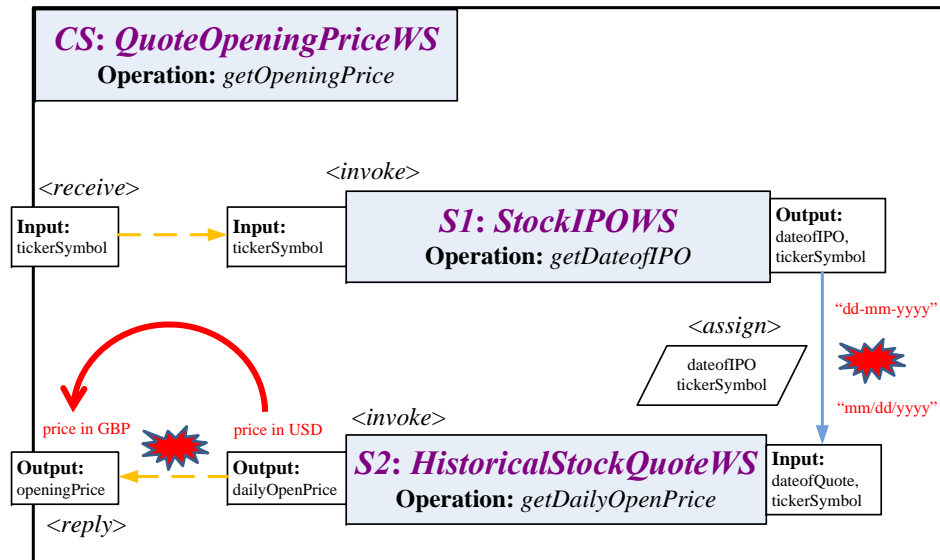 CS: QuoteOpeningPriceWS
Operation: getOpeningPrice
<receive>
Input:
tickerSymbol
Input:
tickerSymbol
<invoke>
S1: StockIPOWS
Operation: getDateofIPO
Output:
dateofIPO,
tickerSymbol
“dd-mm-yyyy”
<assign>
dateofIPO
tickerSymbol
“mm/dd/yyyy”
price in GBP
price in USD
<invoke>
Output:
openingPrice
<reply>
Output:
dailyOpenPrice
S2: HistoricalStockQuoteWS
Operation: getDailyOpenPrice
Input:
dateofQuote,
tickerSymbol